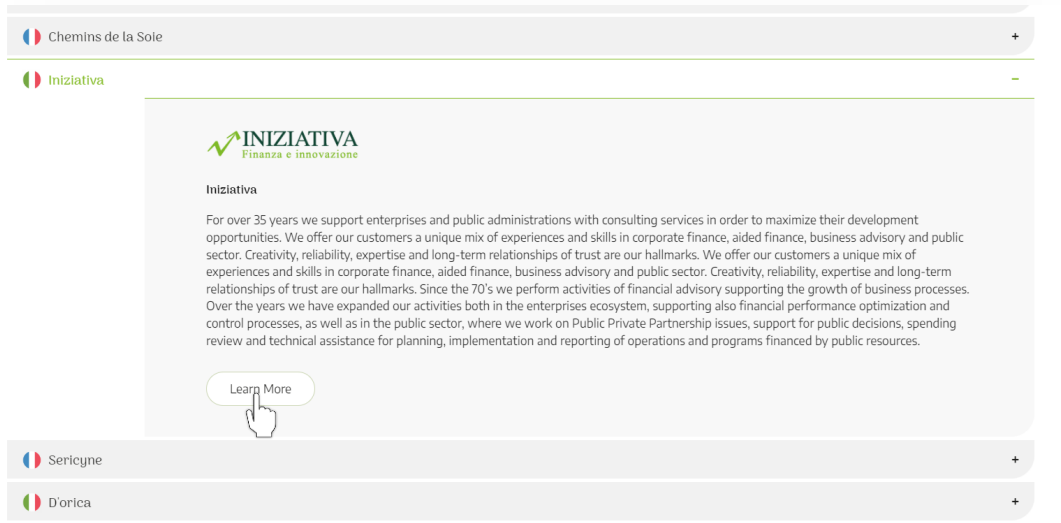 Chemins de la Soie +
Iniziativa −
INIZIATIVA
Finanza e innovazione
Iniziativa
For over 35 years we support enterprises and public administrations with consulting services in order to maximize their development
opportunities. We offer our customers a unique mix of experiences and skills in corporate finance, aided finance, business advisory and public
sector. Creativity, reliability, expertise and long-term relationships of trust are our hallmarks. We offer our customers a unique mix of
experiences and skills in corporate finance, aided finance, business advisory and public sector. Creativity, reliability, expertise and long-term
relationships of trust are our hallmarks. Since the 70's we perform activities of financial advisory supporting the growth of business processes.
Over the years we have expanded our activities both in the enterprises ecosystem, supporting also financial performance optimization and
control processes, as well as in the public sector, where we work on Public Private Partnership issues, support for public decisions, spending
review and technical assistance for planning, implementation and reporting of operations and programs financed by public resources.
Learn More
Sericyne +
D'orica +